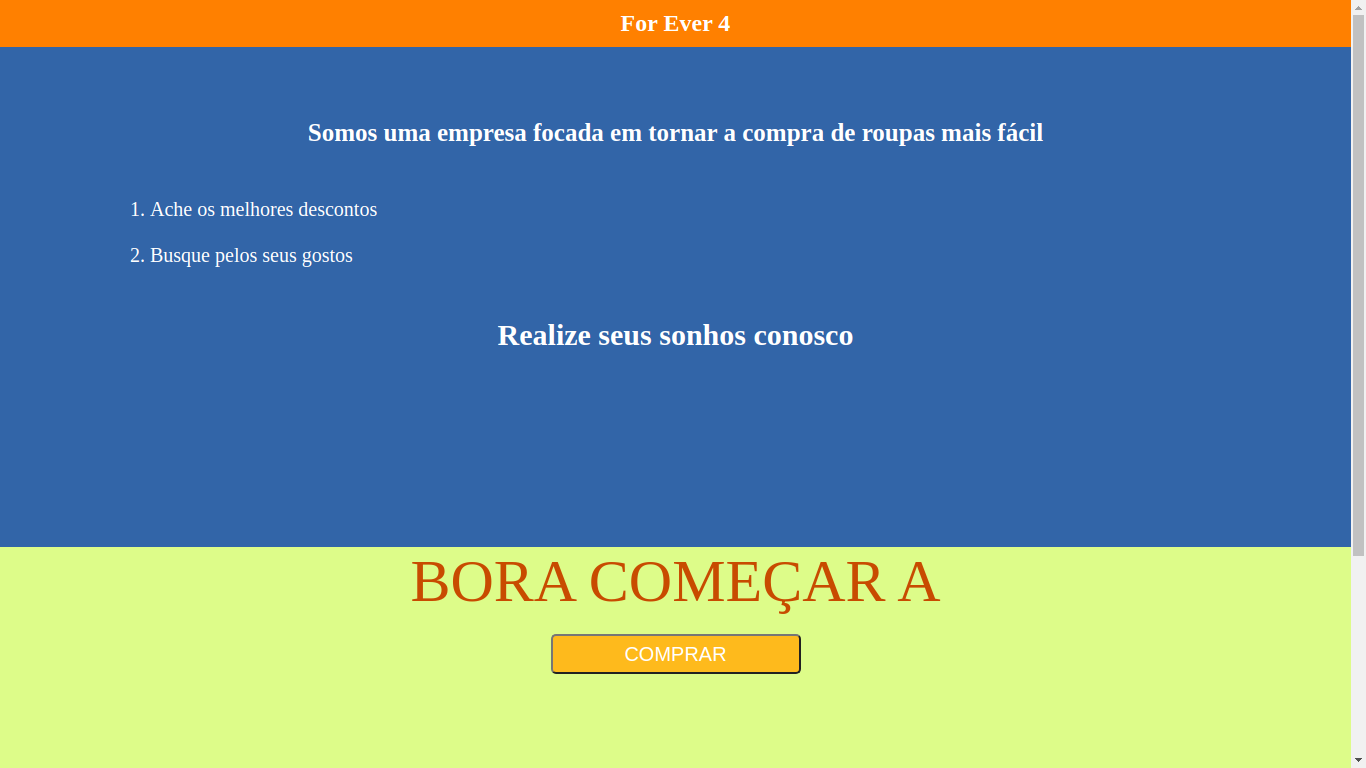 For Ever 4
Somos uma empresa focada em tornar a compra de roupas mais fácil
1. Ache os melhores descontos
2. Busque pelos seus gostos
Realize seus sonhos conosco
BORA COMEÇAR A
COMPRAR